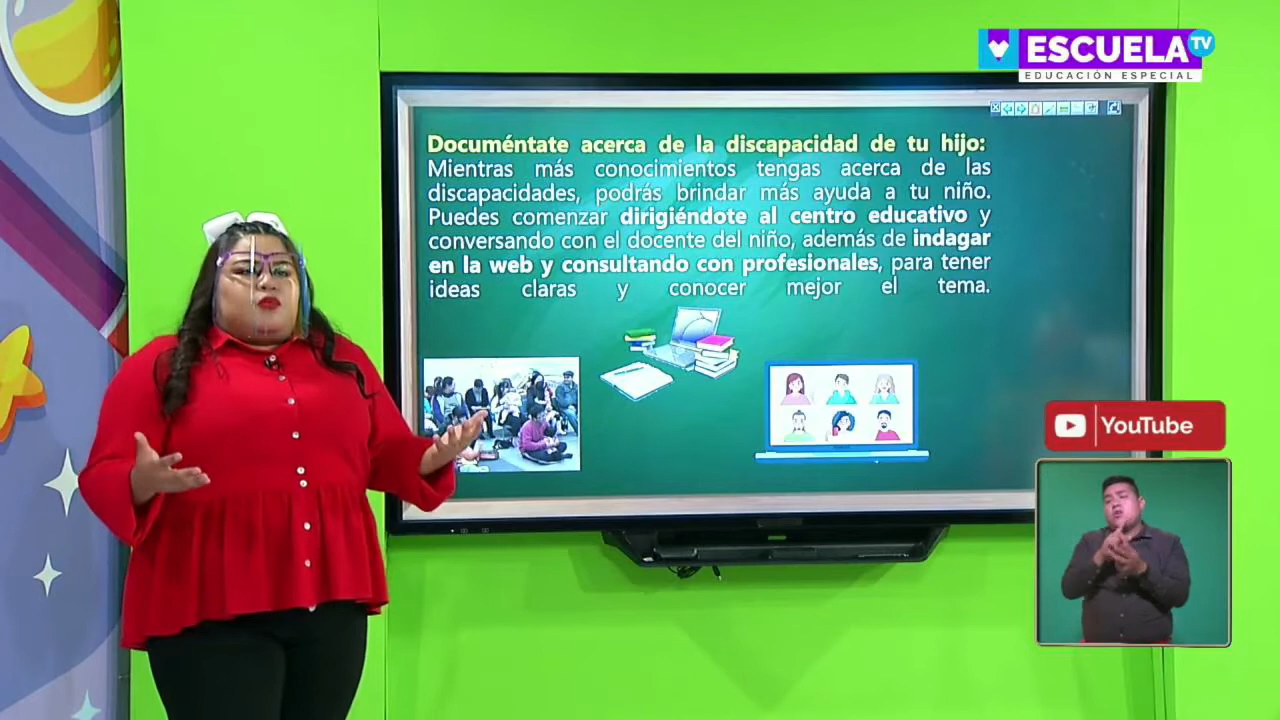 ESCUELA TV
EDUCACIÓN ESPECIAL
Documéntate acerca de la discapacidad de tu hijo:
Mientras más conocimientos tengas acerca de las
discapacidades, podrás brindar más ayuda a tu niño.
Puedes comenzar dirigiéndote al centro educativo y
conversando con el docente del niño, además de indagar
en la web y consultando con profesionales, para tener
ideas claras y conocer mejor el tema.
YouTube